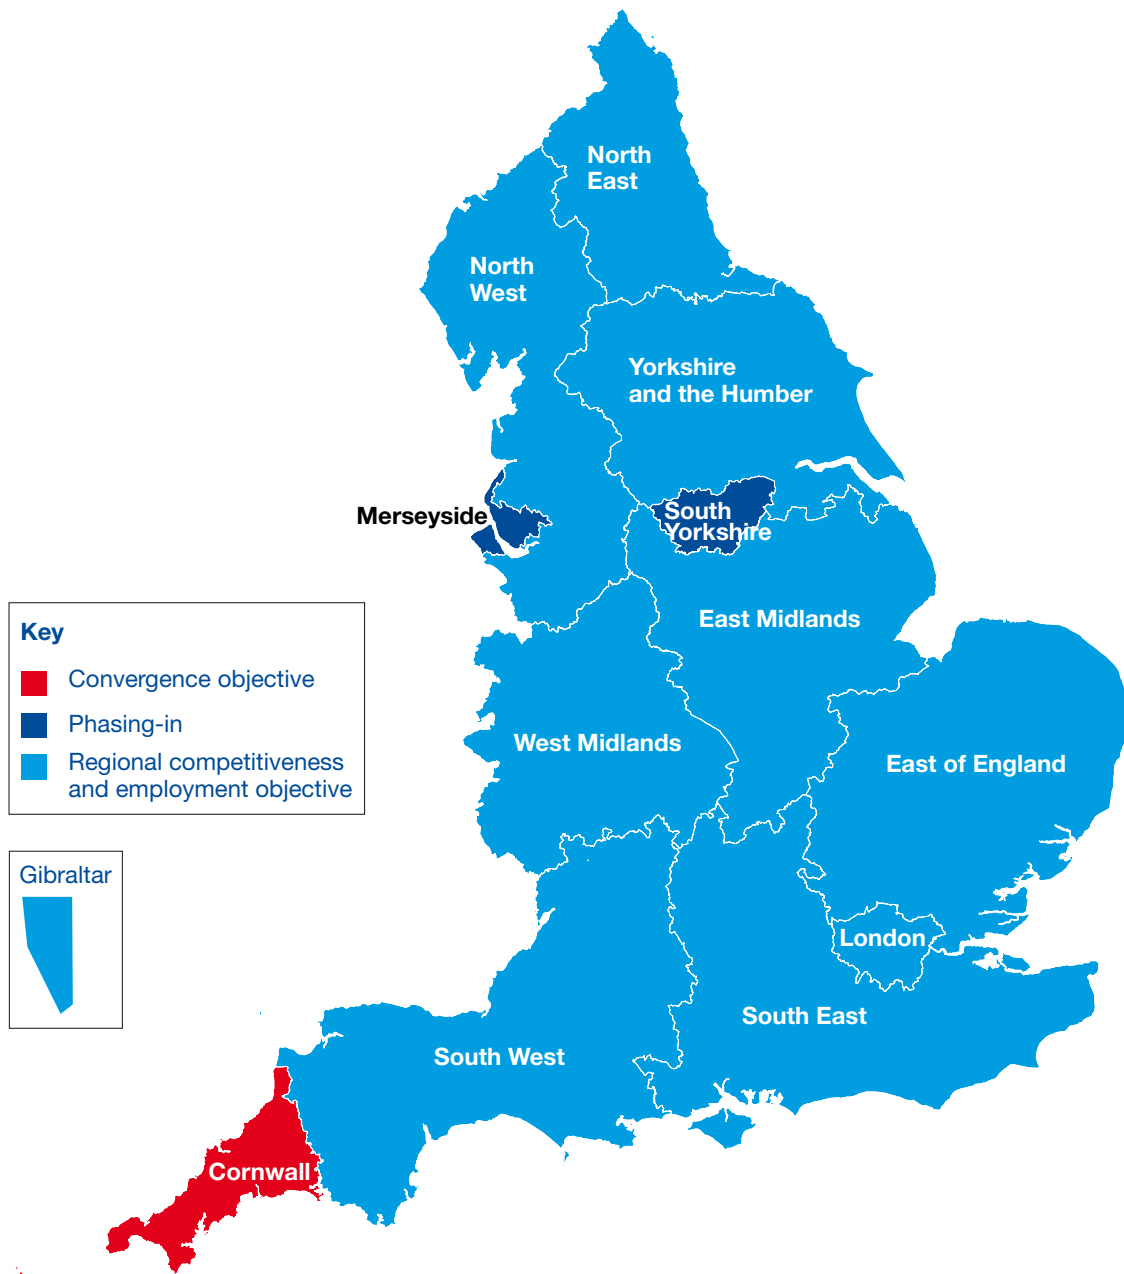 North
East
North
West
Yorkshire
and the Humber
Merseyside
South
Yorkshire
East Midlands
Key
Convergence objective
Phasing-in
Regional competitiveness
and employment objective
West Midlands
East of England
Gibraltar
London
South East
South West
Cornwall